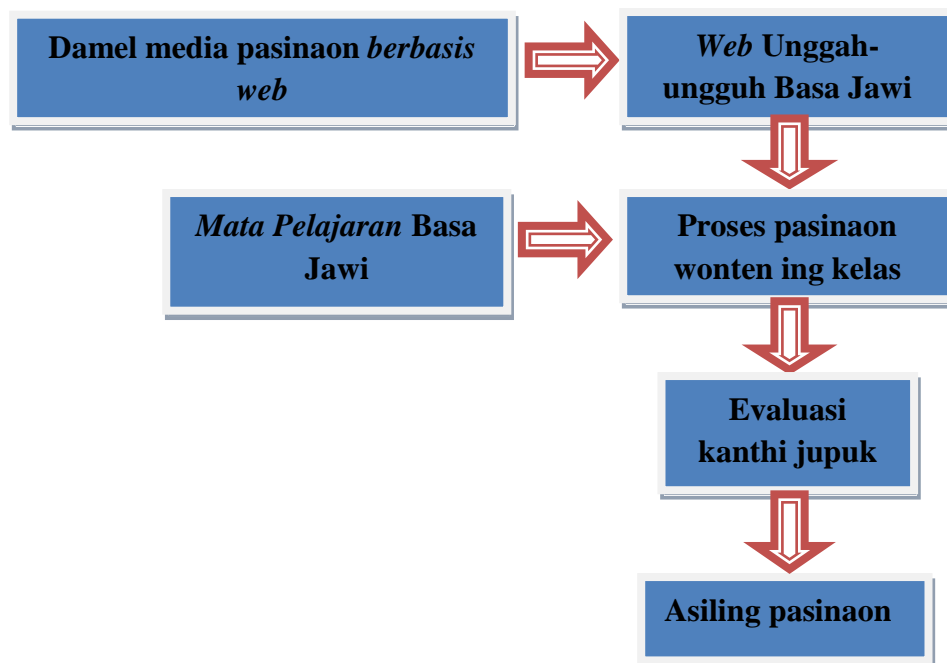 Damel media pasinaon berbasis
web
Web Unggah-
ungguh Basa Jawi
Mata Pelajaran Basa
Jawi
Proses pasinaon
wonten ing kelas
Evaluasi
kanthi jupuk
Asiling pasinaon